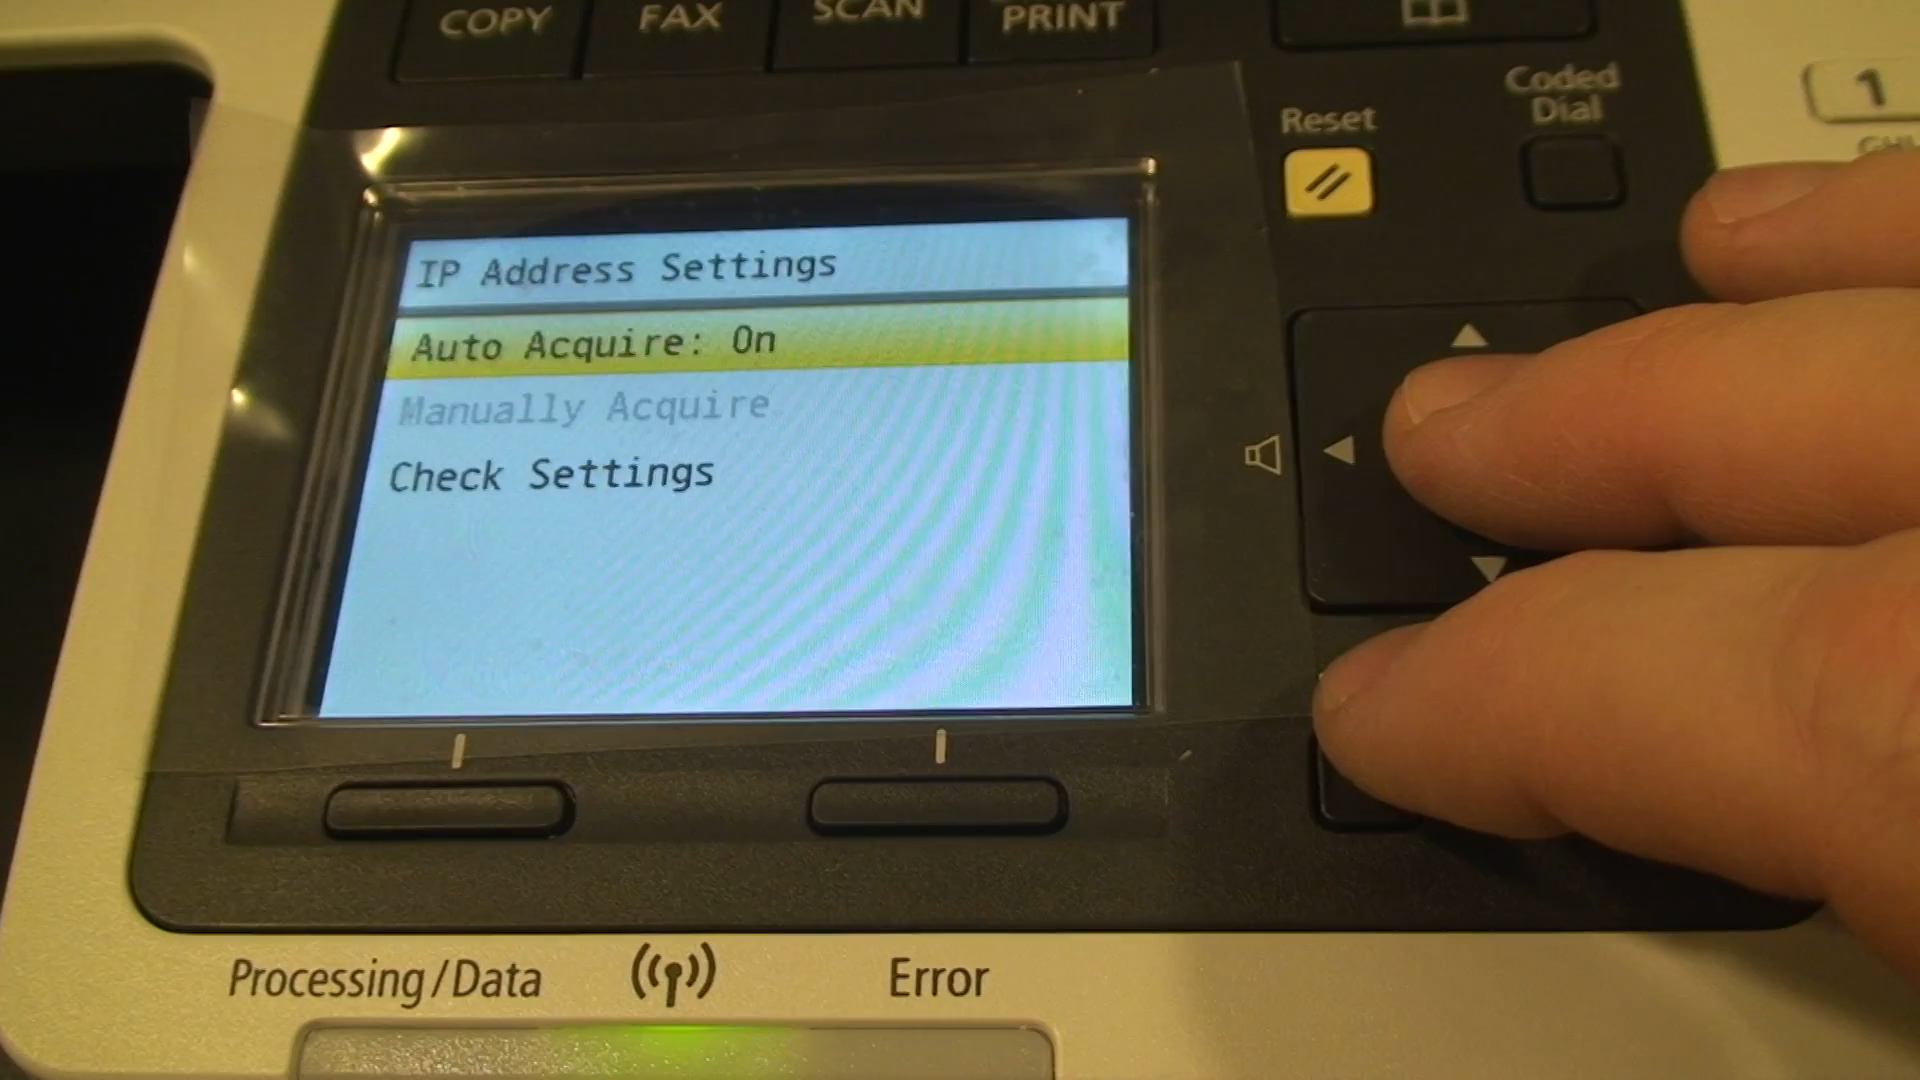 COPY FAX SCAN PRINT
Coded
Dial
Reset
1
IP Address Settings
Auto Acquire: On
Manually Acquire
Check Settings
Processing/Data Error